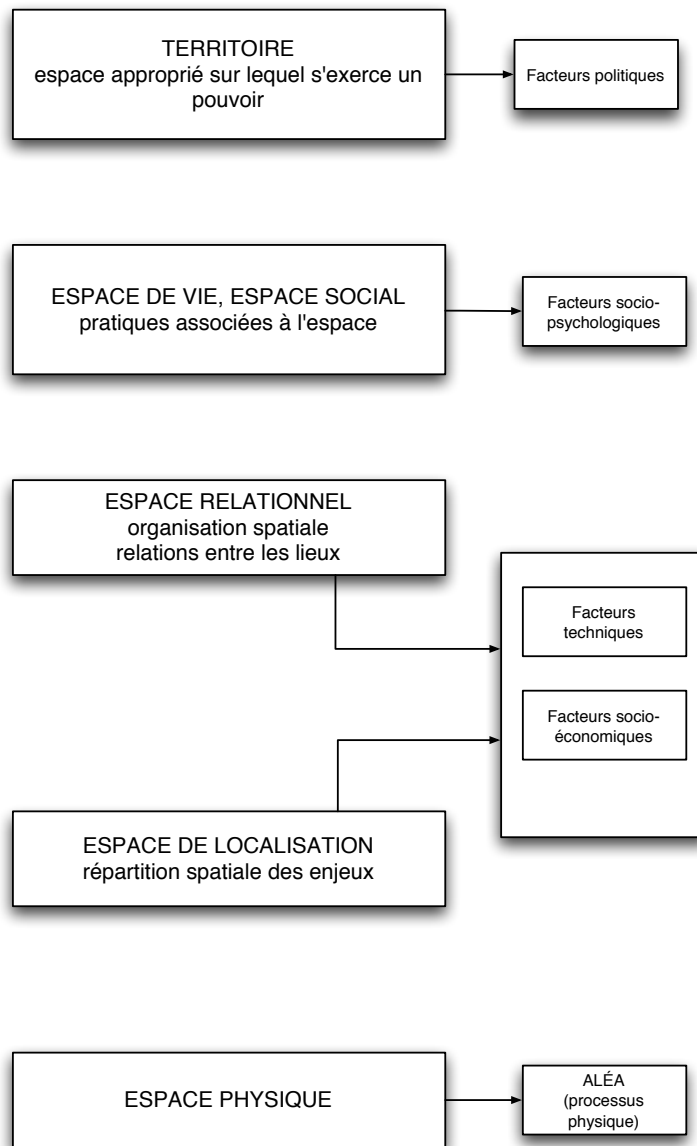 TERRITOIRE
espace approprié sur lequel s'exerce un
pouvoir
Facteurs politiques
ESPACE DE VIE, ESPACE SOCIAL
pratiques associées à l'espace
Facteurs socio-
psychologiques
ESPACE RELATIONNEL
organisation spatiale
relations entre les lieux
Facteurs
techniques
Facteurs socio-
économiques
ESPACE DE LOCALISATION
répartition spatiale des enjeux
ESPACE PHYSIQUE
ALÉA
(processus
physique)